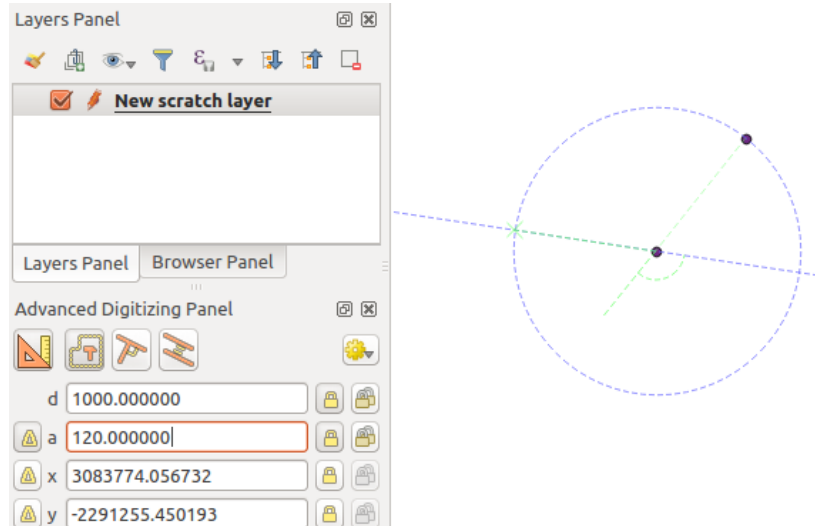 Layers Panel
New scratch layer
Layers Panel
Browser Panel
Advanced Digitizing Panel
d 1000.000000
a 120.000000
x 3083774.056732
y -2291255.450193